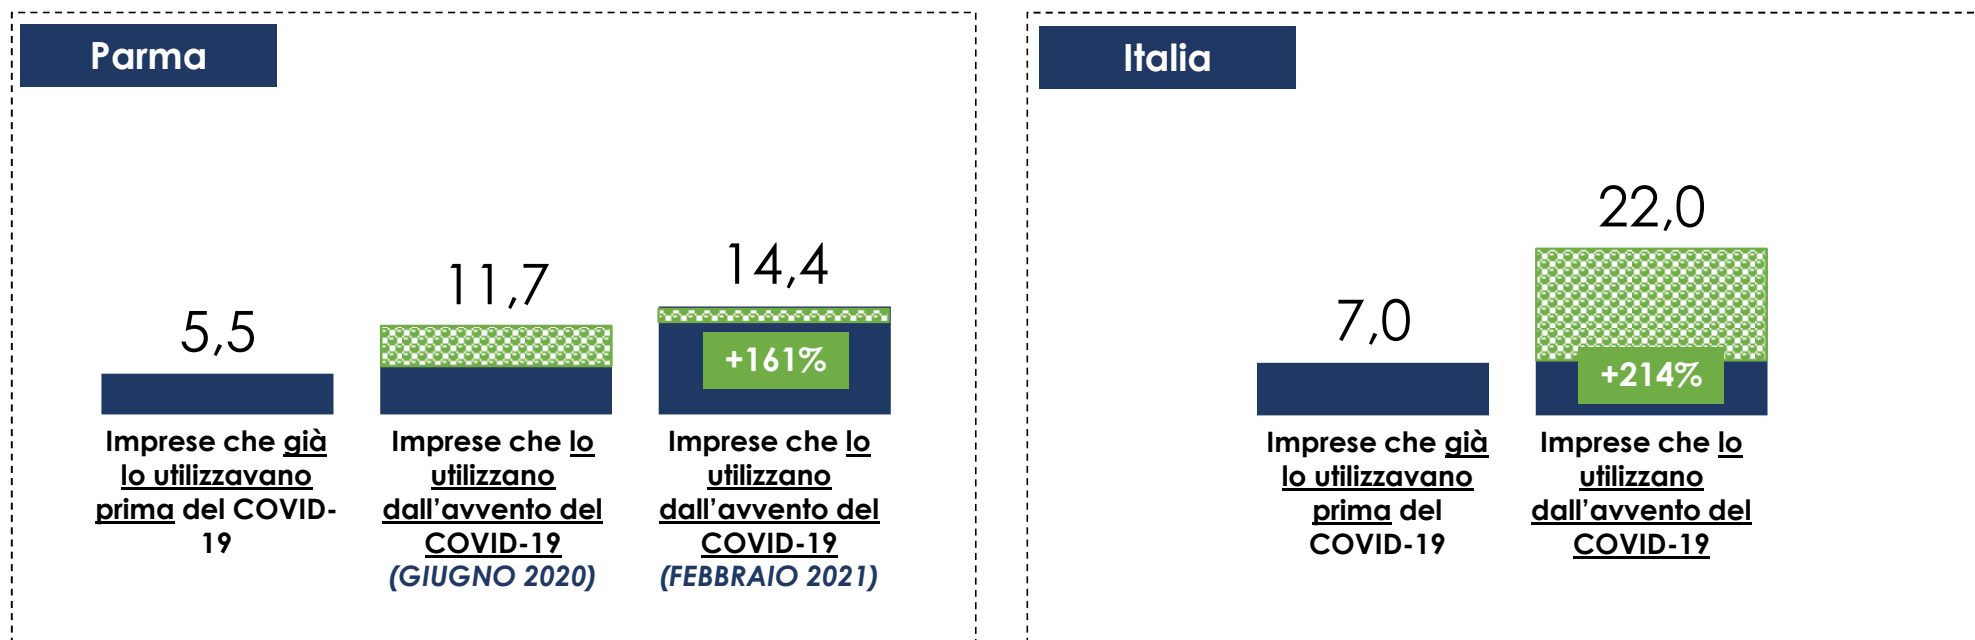 Parma
5,5
11,7
14,4
+161%
Imprese che già
lo utilizzavano
prima del COVID-
19
Imprese che lo
utilizzano
dall'avvento del
COVID-19
(GIUGNO 2020)
Imprese che lo
utilizzano
dall'avvento del
COVID-19
(FEBBRAIO 2021)
Italia
7,0
22,0
+214%
Imprese che già
lo utilizzavano
prima del
COVID-19
Imprese che lo
utilizzano
dall'avvento del
COVID-19